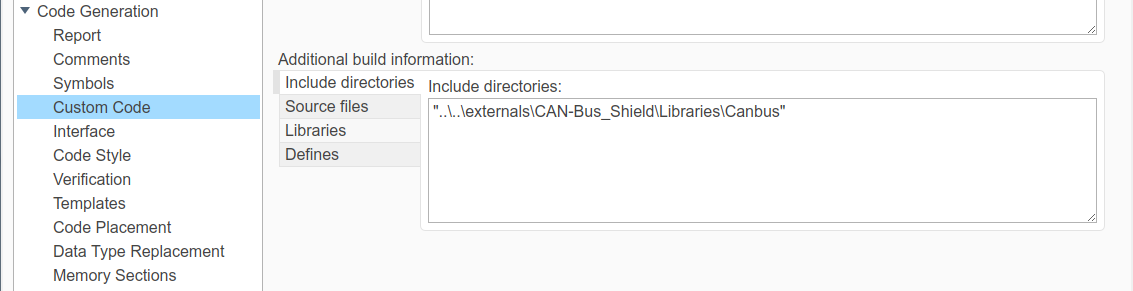 Code Generation
Report
Comments
Symbols
Custom Code
Interface
Code Style
Verification
Templates
Code Placement
Data Type Replacement
Memory Sections
Additional build information:
Include directories
Source files
Libraries
Defines
Include directories:
"..\..\externals\CAN-Bus_Shield\Libraries\Canbus"